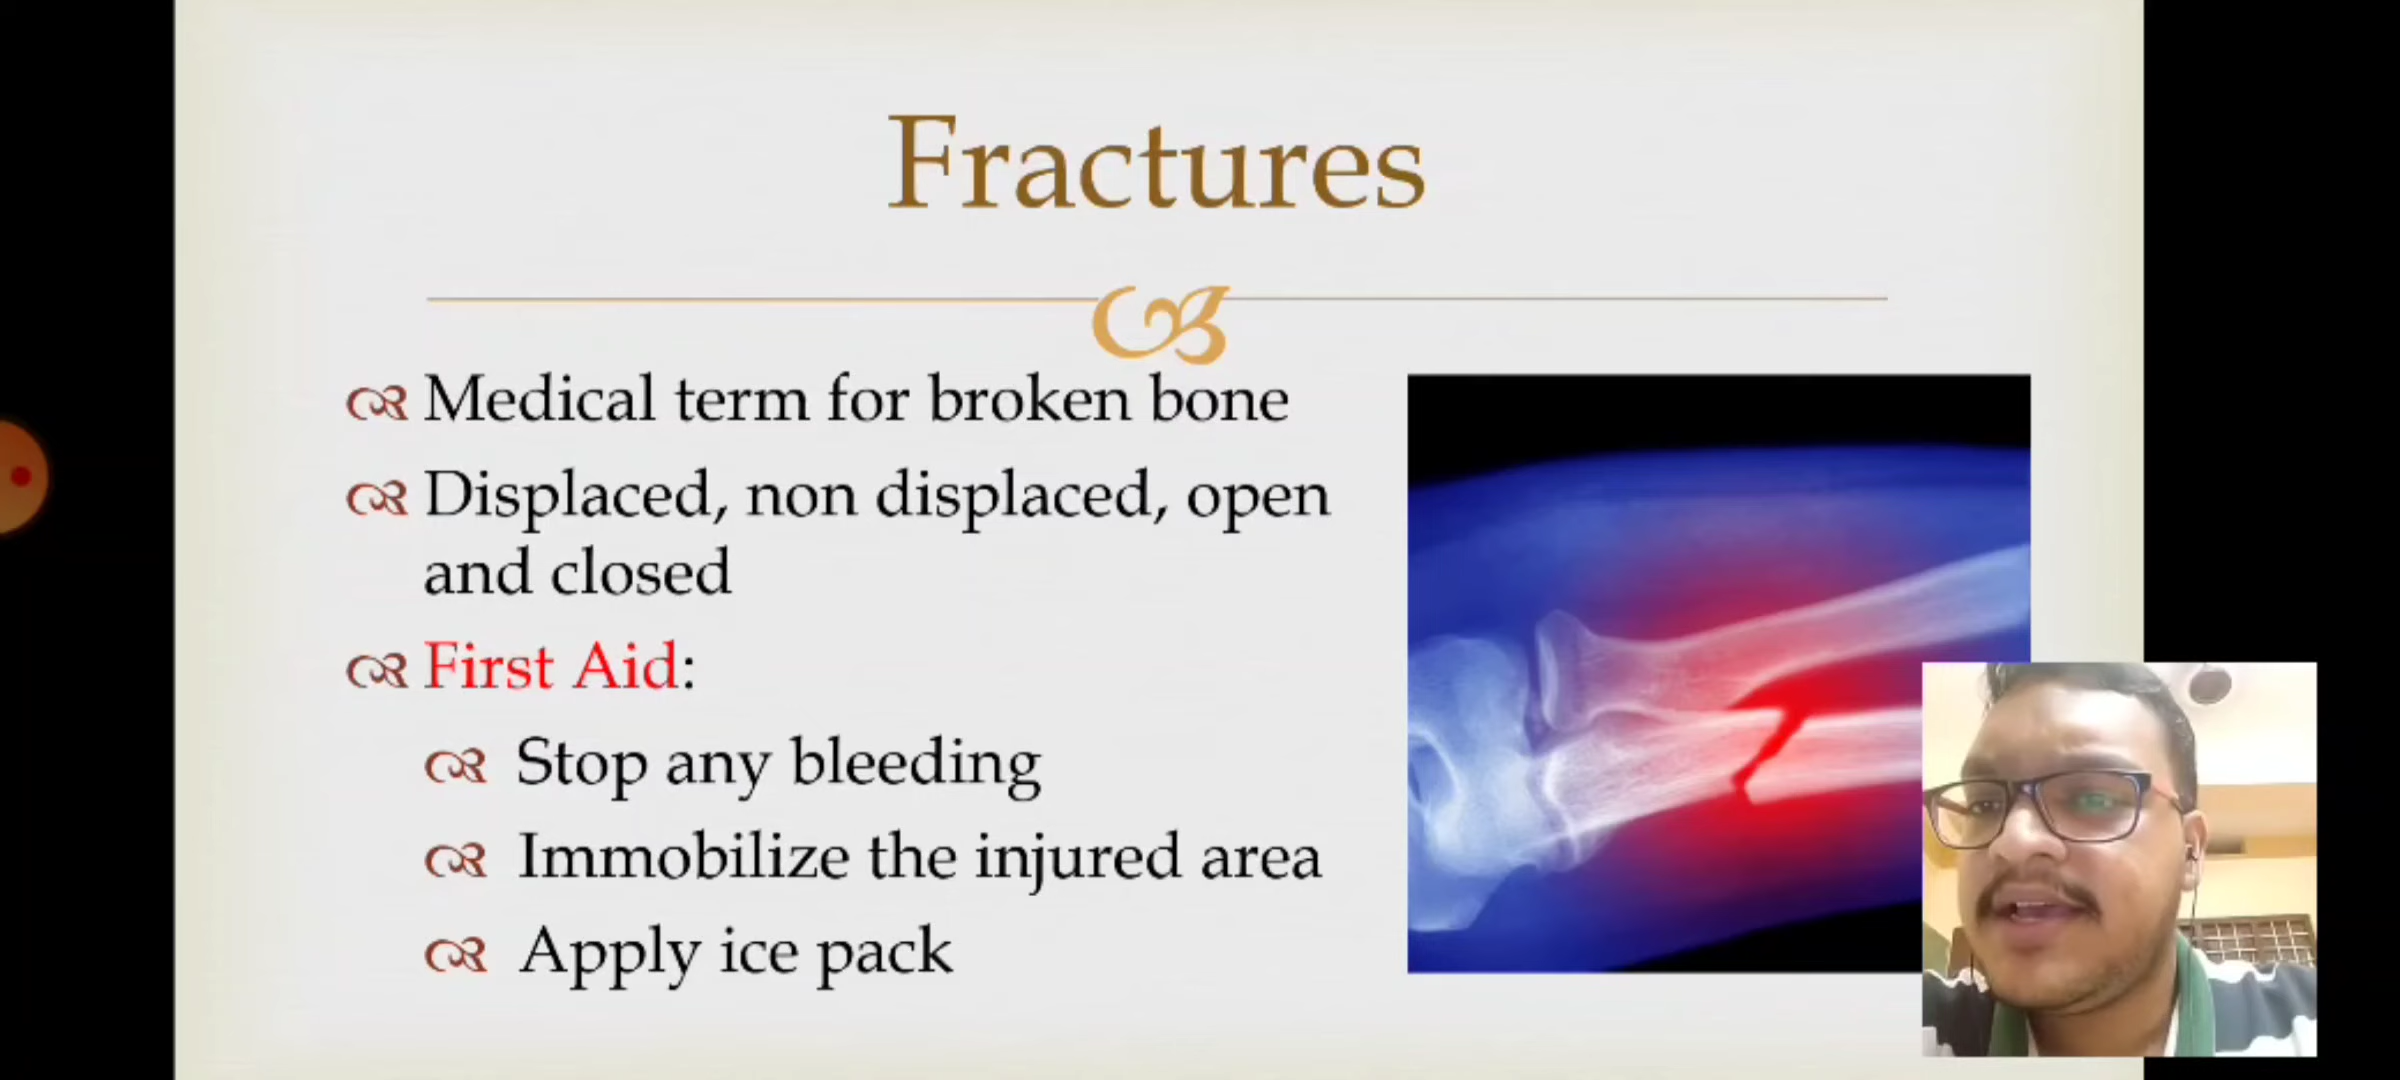 Fractures
Medical term for broken bone
Displaced, non displaced, open
and closed
First Aid:
Stop any bleeding
Immobilize the injured area
Apply ice pack